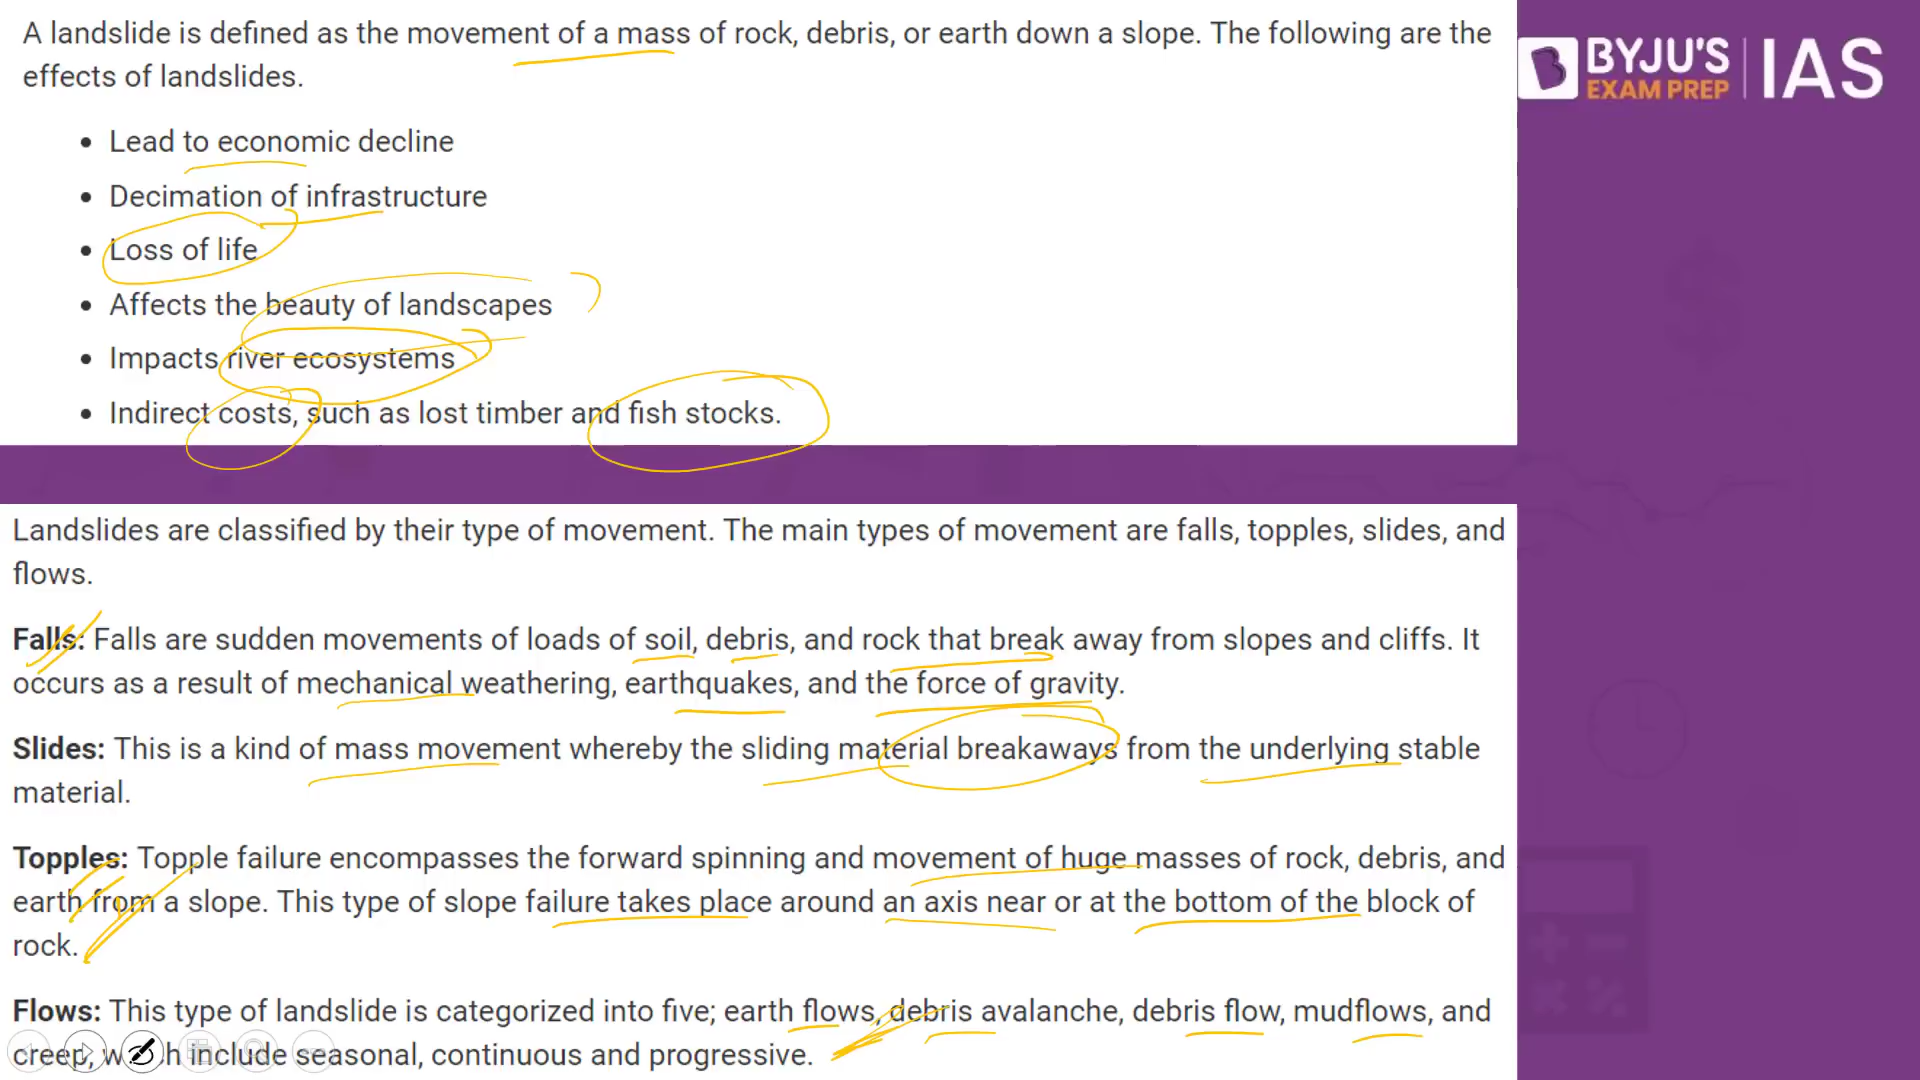 A landslide is defined as the movement of a mass of rock, debris, or earth down a slope. The following are the
effects of landslides.
• Lead to economic decline
• Decimation of infrastructure
• Loss of life
• Affects the beauty of landscapes
• Impacts river ecosystems
• Indirect costs, such as lost timber and fish stocks.
BYJU'S
EXAM PREP
IAS
Landslides are classified by their type of movement. The main types of movement are falls, topples, slides, and
flows.
Falls: Falls are sudden movements of loads of soil, debris, and rock that break away from slopes and cliffs. It
occurs as a result of mechanical weathering, earthquakes, and the force of gravity.
Slides: This is a kind of mass movement whereby the sliding material breakaways from the underlying stable
material.
Topples: Topple failure encompasses the forward spinning and movement of huge masses of rock, debris, and
earth from a slope. This type of slope failure takes place around an axis near or at the bottom of the block of
rock.
Flows: This type of landslide is categorized into five; earth flows, debris avalanche, debris flow, mudflows, and
creep, which include seasonal, continuous and progressive.